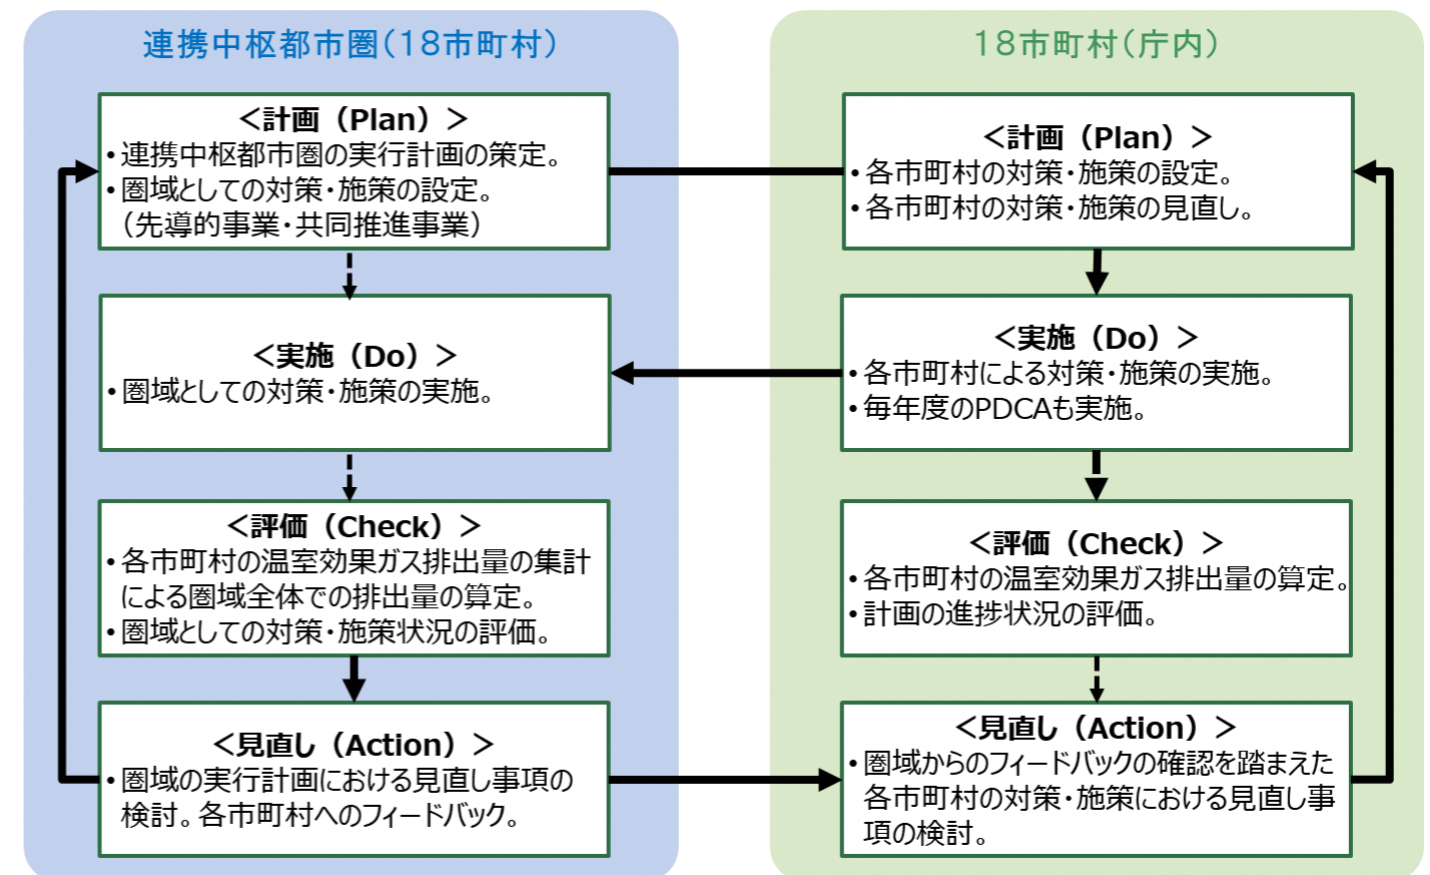 連携中枢都市圏(18市町村)
<計画（Plan）>
・連携中枢都市圏の実行計画の策定。
・圏域としての対策・施策の設定。
（先導的事業・共同推進事業）
<実施（Do）>
・圏域としての対策・施策の実施。
<評価（Check）>
・各市町村の温室効果ガス排出量の集計
による圏域全体での排出量の算定。
・圏域としての対策・施策状況の評価。
<見直し（Action）>
・圏域の実行計画における見直し事項の
検討。各市町村へのフィードバック。
18市町村(庁内)
<計画（Plan）>
・各市町村の対策・施策の設定。
・各市町村の対策・施策の見直し。
<実施（Do）>
・各市町村による対策・施策の実施。
・毎年度のPDCAも実施。
<評価（Check）>
・各市町村の温室効果ガス排出量の算定。
・計画の進捗状況の評価。
<見直し（Action）>
・圏域からのフィードバックの確認を踏まえた
各市町村の対策・施策における見直し事
項の検討。